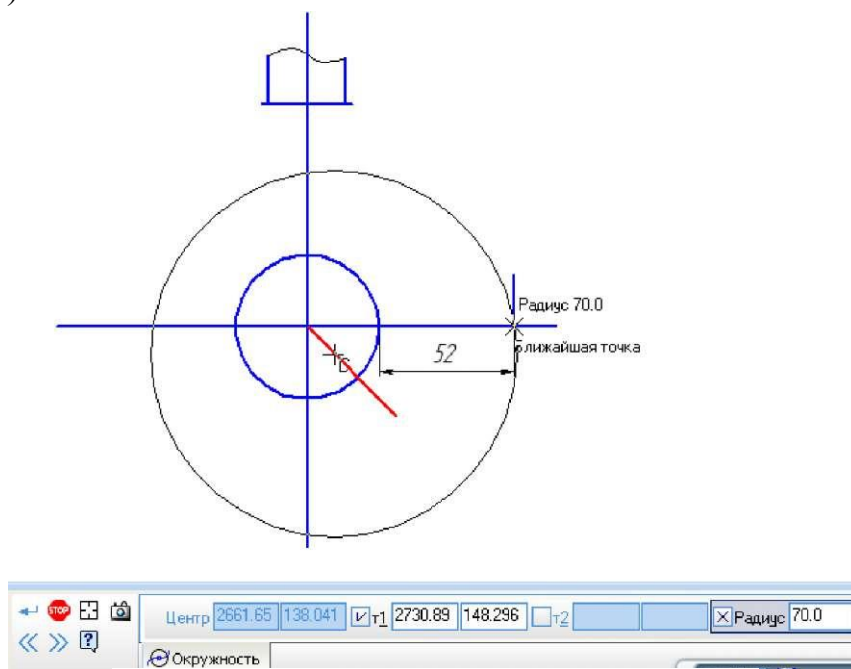 )
Радиус 70.0
52
ближайшая точка
Центр 2661.65 138.041 т1 2730.89 148.296 т2 Радиус 70.0
STOP
Окружность